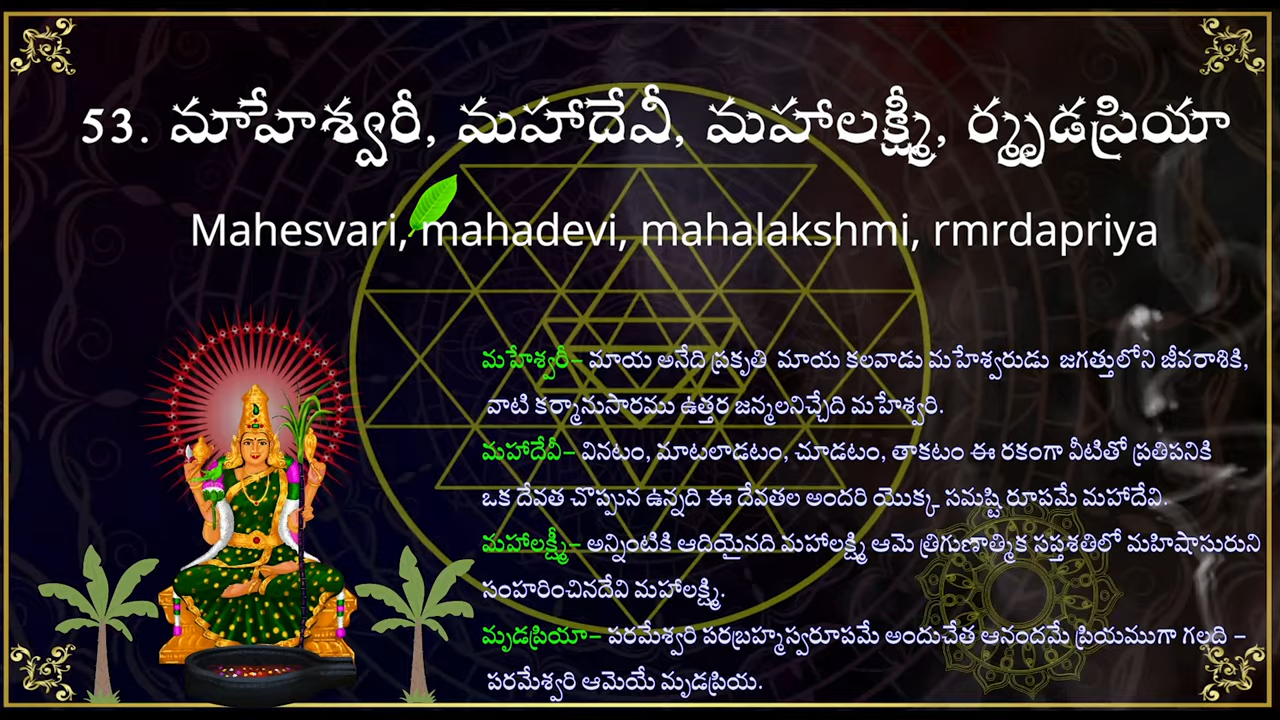 53. మాహేశ్వరీ, మహాదేవీ, మహాలక్ష్మీ, ర్మృడప్రియా
Mahesvari, mahadevi, mahalakshmi, rmrdapriya
మహేశ్వరీ– మాయ అనేది ప్రకృతి మాయ కలవాడు మహేశ్వరుడు జగత్తులోని జీవరాశికి,
వాటి కర్మానుసారము ఉత్తర జన్మలనిచ్చేది మహేశ్వరి.
మహాదేవీ– వినటం, మాటలాడటం, చూడటం, తాకటం ఈ రకంగా వీటితో ప్రతిపనికి
ఒక దేవత చొప్పున ఉన్నది ఈ దేవతల అందరి యొక్క సమష్టి రూపమే మహాదేవి.
మహాలక్ష్మీ– అన్నింటికి ఆదియైనది మహాలక్ష్మి ఆమె త్రిగుణాత్మిక సప్తశతిలో మహిషాసురుని
సంహరించినదేవి మహాలక్ష్మి.
మృడప్రియా– పరమేశ్వరి పరబ్రహ్మస్వరూపమే అందుచేత ఆనందమే ప్రియముగా గల్గది –
పరమేశ్వరి ఆమెయే మృడప్రియ.